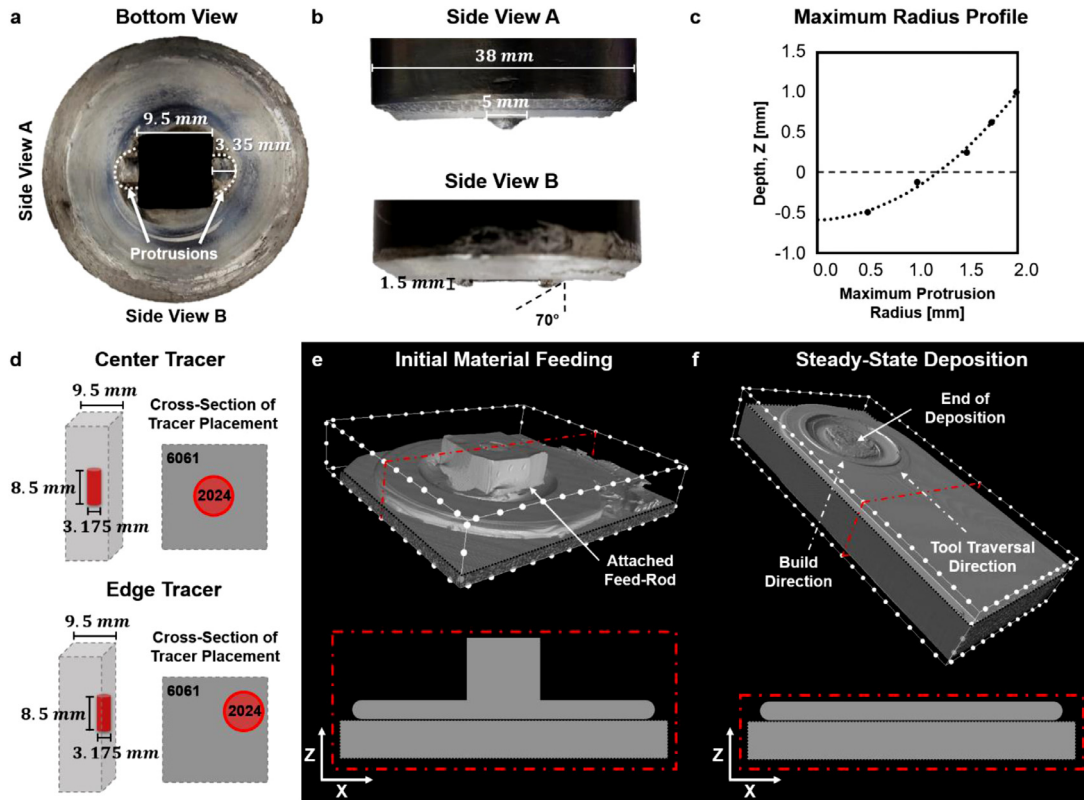 a
Bottom View
9.5 mm
3.35 mm
Protrusions
Side View A
Side View B
b
Side View A
38 mm
5 mm
Side View B
1.5 mm
70°
c
Maximum Radius Profile
1.5
1.0
0.5
0
-0.5
-1.0
Depth, Z [mm]
0.0 0.5 1.0 1.5 2.0
Maximum Protrusion
Radius [mm]
d
Center Tracer
9.5 mm
Cross-Section of
Tracer Placement
6061
2024
8.5 mm
3.175 mm
Edge Tracer
9.5 mm
Cross-Section of
Tracer Placement
6061
2024
8.5 mm
3.175 mm
e
Initial Material Feeding
Attached
Feed-Rod
Z
X
f
Steady-State Deposition
End of
Deposition
Build
Direction
Tool Traversal
Direction
Z
X